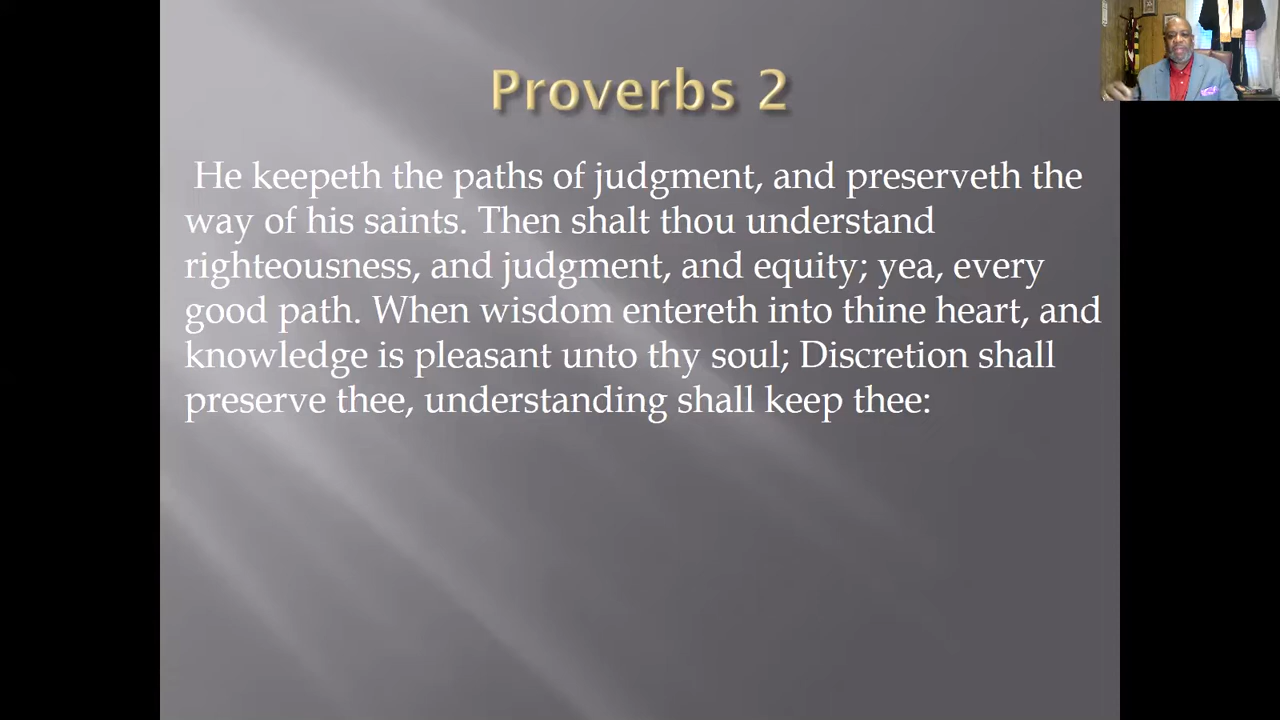 Proverbs 2
He keepeth the paths of judgment, and preserveth the
way of his saints. Then shalt thou understand
righteousness, and judgment, and equity; yea, every
good path. When wisdom entereth into thine heart, and
knowledge is pleasant unto thy soul; Discretion shall
preserve thee, understanding shall keep thee: